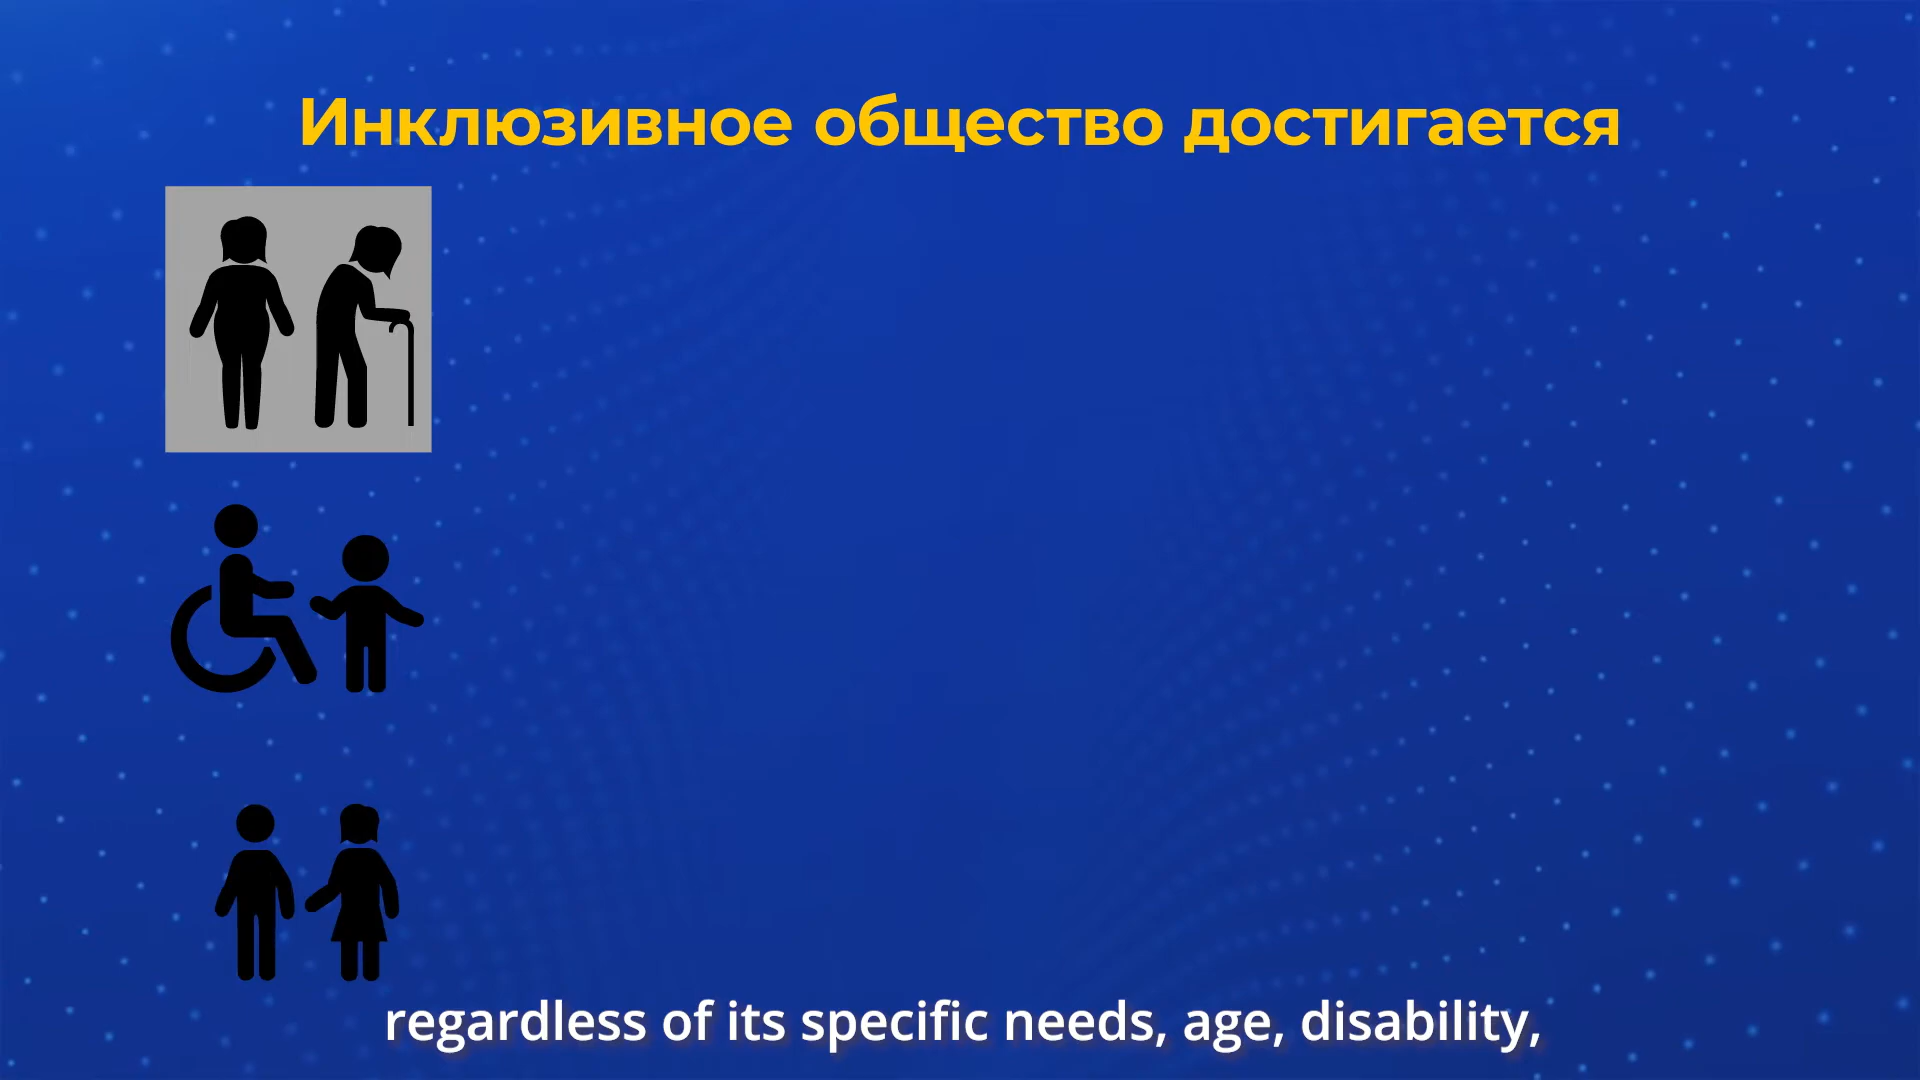 Инклюзивное общество достигается
regardless of its specific needs, age, disability,